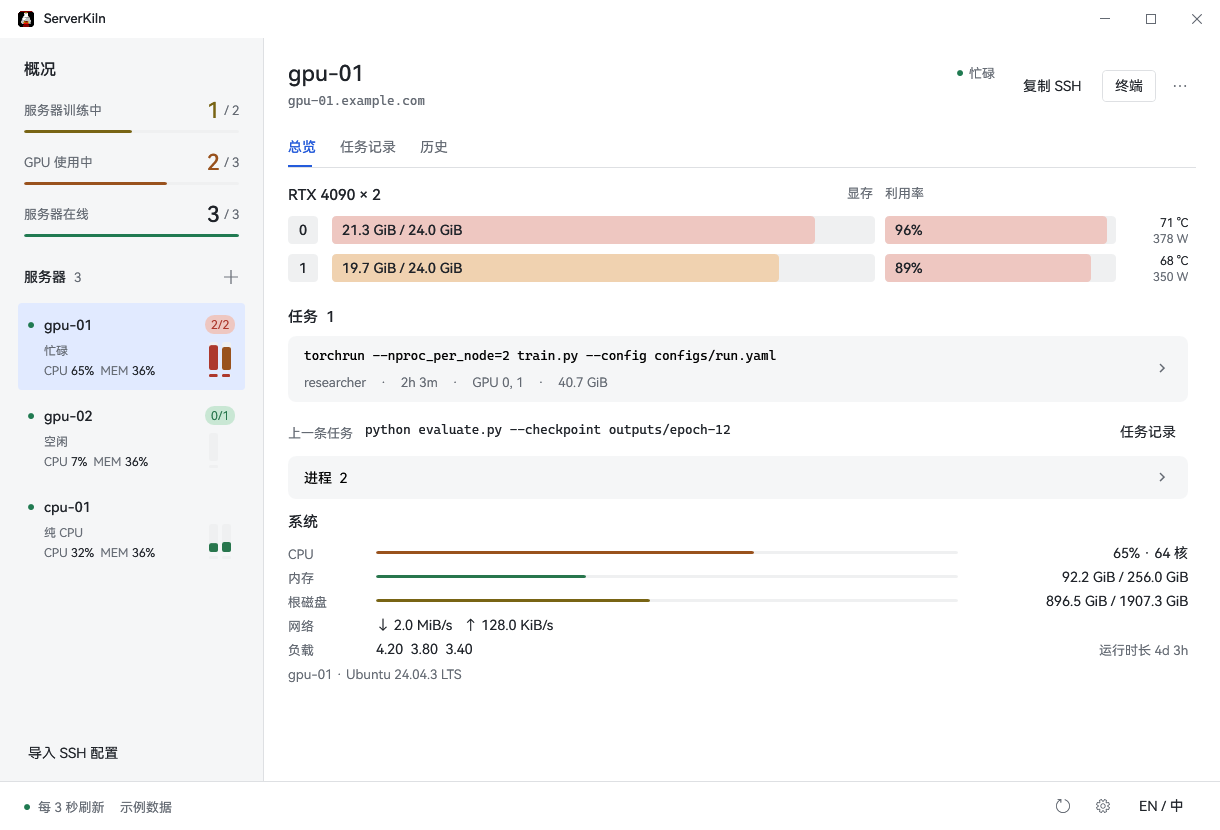 ServerKiln
概况
服务器训练中 1 / 2
GPU 使用中 2 / 3
服务器在线 3 / 3
服务器 3
gpu-01 2/2
忙碌
CPU 65% MEM 36%
gpu-02 0/1
空闲
CPU 7% MEM 36%
cpu-01
纯 CPU
CPU 32% MEM 36%
导入 SSH 配置
gpu-01
gpu-01.example.com
忙碌
复制 SSH
终端
···
总览 任务记录 历史
RTX 4090 × 2 显存 利用率
0 21.3 GiB / 24.0 GiB 96% 71 °C
378 W
1 19.7 GiB / 24.0 GiB 89% 68 °C
350 W
任务 1
torchrun --nproc_per_node=2 train.py --config configs/run.yaml
researcher · 2h 3m · GPU 0, 1 · 40.7 GiB
上一条任务 python evaluate.py --checkpoint outputs/epoch-12 任务记录
进程 2
系统
CPU 65% · 64 核
内存 92.2 GiB / 256.0 GiB
根磁盘 896.5 GiB / 1907.3 GiB
网络 ↓ 2.0 MiB/s ↑ 128.0 KiB/s
负载 4.20 3.80 3.40 运行时长 4d 3h
gpu-01 · Ubuntu 24.04.3 LTS
每 3 秒刷新 示例数据 EN / 中